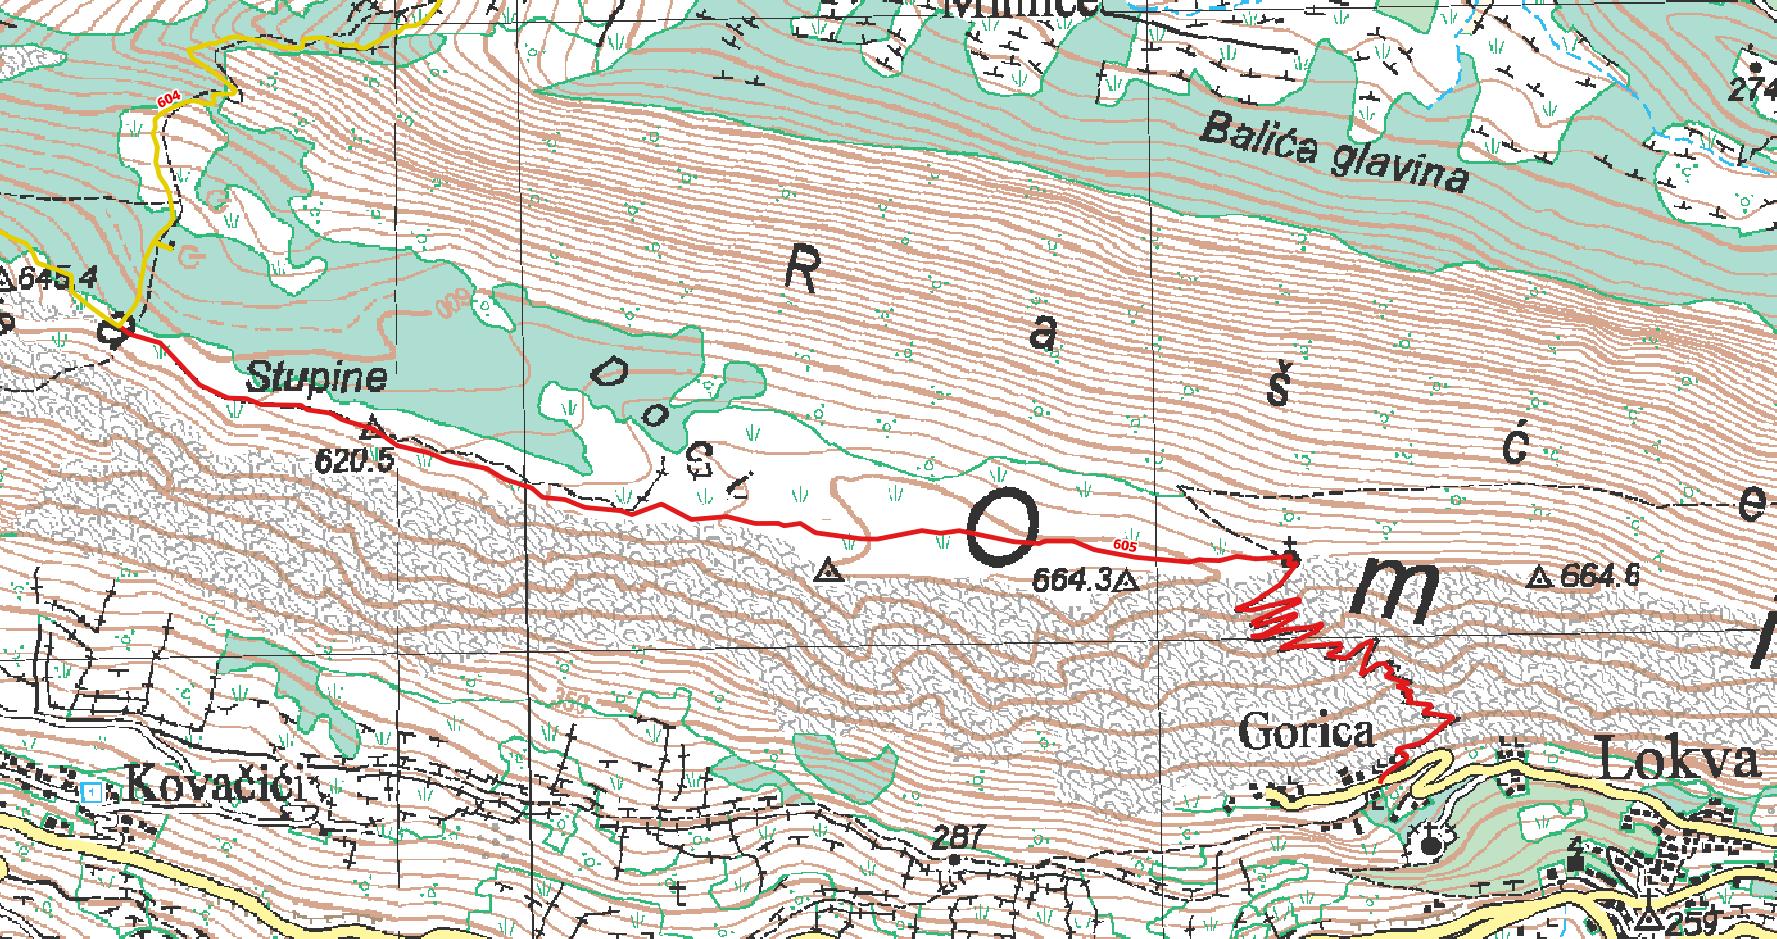 274
604
Balića glavina
645.4
R
a
š
ć
e
Stupine
D
o
c
i
620.5
O
m
605
664.3
664.6
350
Gorica
Lokva
Kovačići
287
259